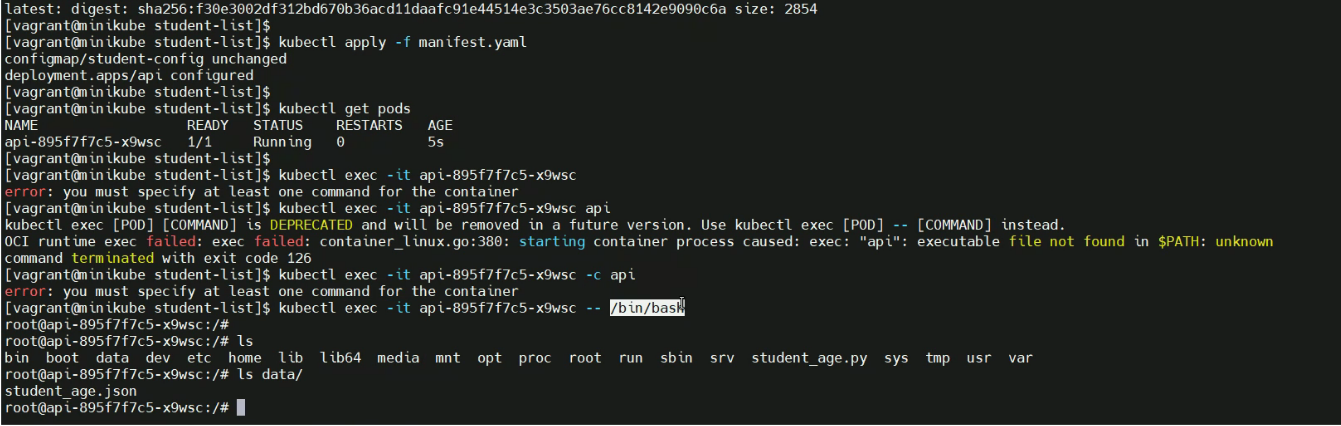 latest: digest: sha256:f30e3002df312bd670b36acd11daafc91e44514e3c3503ae76cc8142e9090c6a size: 2854
[vagrant@minikube student-list]$
[vagrant@minikube student-list]$ kubectl apply -f manifest.yaml
configmap/student-config unchanged
deployment.apps/api configured
[vagrant@minikube student-list]$
[vagrant@minikube student-list]$ kubectl get pods
NAME READY STATUS RESTARTS AGE
api-895f7f7c5-x9wsc 1/1 Running 0 5s
[vagrant@minikube student-list]$
[vagrant@minikube student-list]$ kubectl exec -it api-895f7f7c5-x9wsc
error: you must specify at least one command for the container
[vagrant@minikube student-list]$ kubectl exec -it api-895f7f7c5-x9wsc api
kubectl exec [POD] [COMMAND] is DEPRECATED and will be removed in a future version. Use kubectl exec [POD] -- [COMMAND] instead.
OCI runtime exec failed: exec failed: container_linux.go:380: starting container process caused: exec: "api": executable file not found in $PATH: unknown
command terminated with exit code 126
[vagrant@minikube student-list]$ kubectl exec -it api-895f7f7c5-x9wsc -c api
error: you must specify at least one command for the container
[vagrant@minikube student-list]$ kubectl exec -it api-895f7f7c5-x9wsc -- /bin/bash
root@api-895f7f7c5-x9wsc:/#
root@api-895f7f7c5-x9wsc:/# ls
bin boot data dev etc home lib lib64 media mnt opt proc root run sbin srv student_age.py sys tmp usr var
root@api-895f7f7c5-x9wsc:/# ls data/
student_age.json
root@api-895f7f7c5-x9wsc:/#